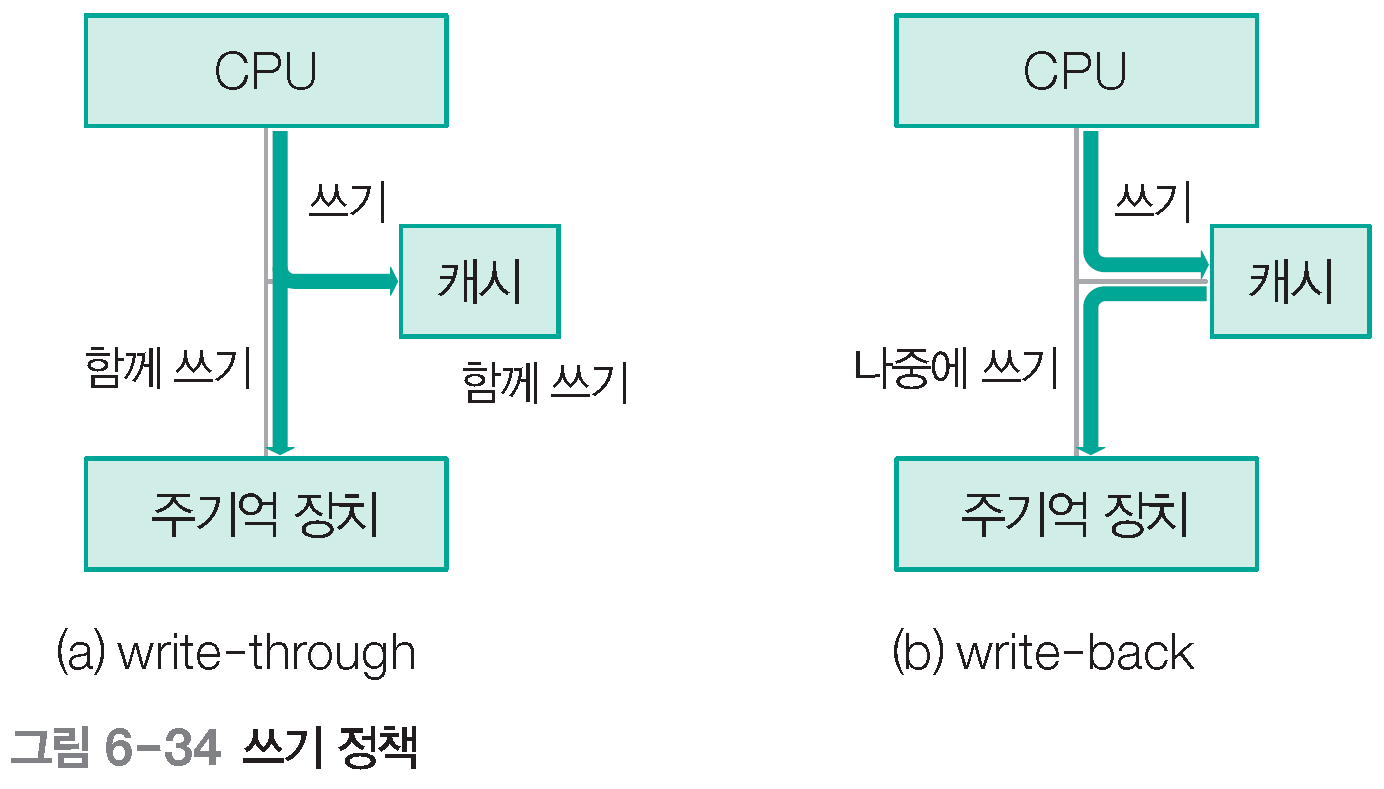 CPU
쓰기
캐시
함께 쓰기
함께 쓰기
주기억 장치
(a) write-through
CPU
쓰기
캐시
나중에 쓰기
주기억 장치
(b) write-back
그림 6-34 쓰기 정책